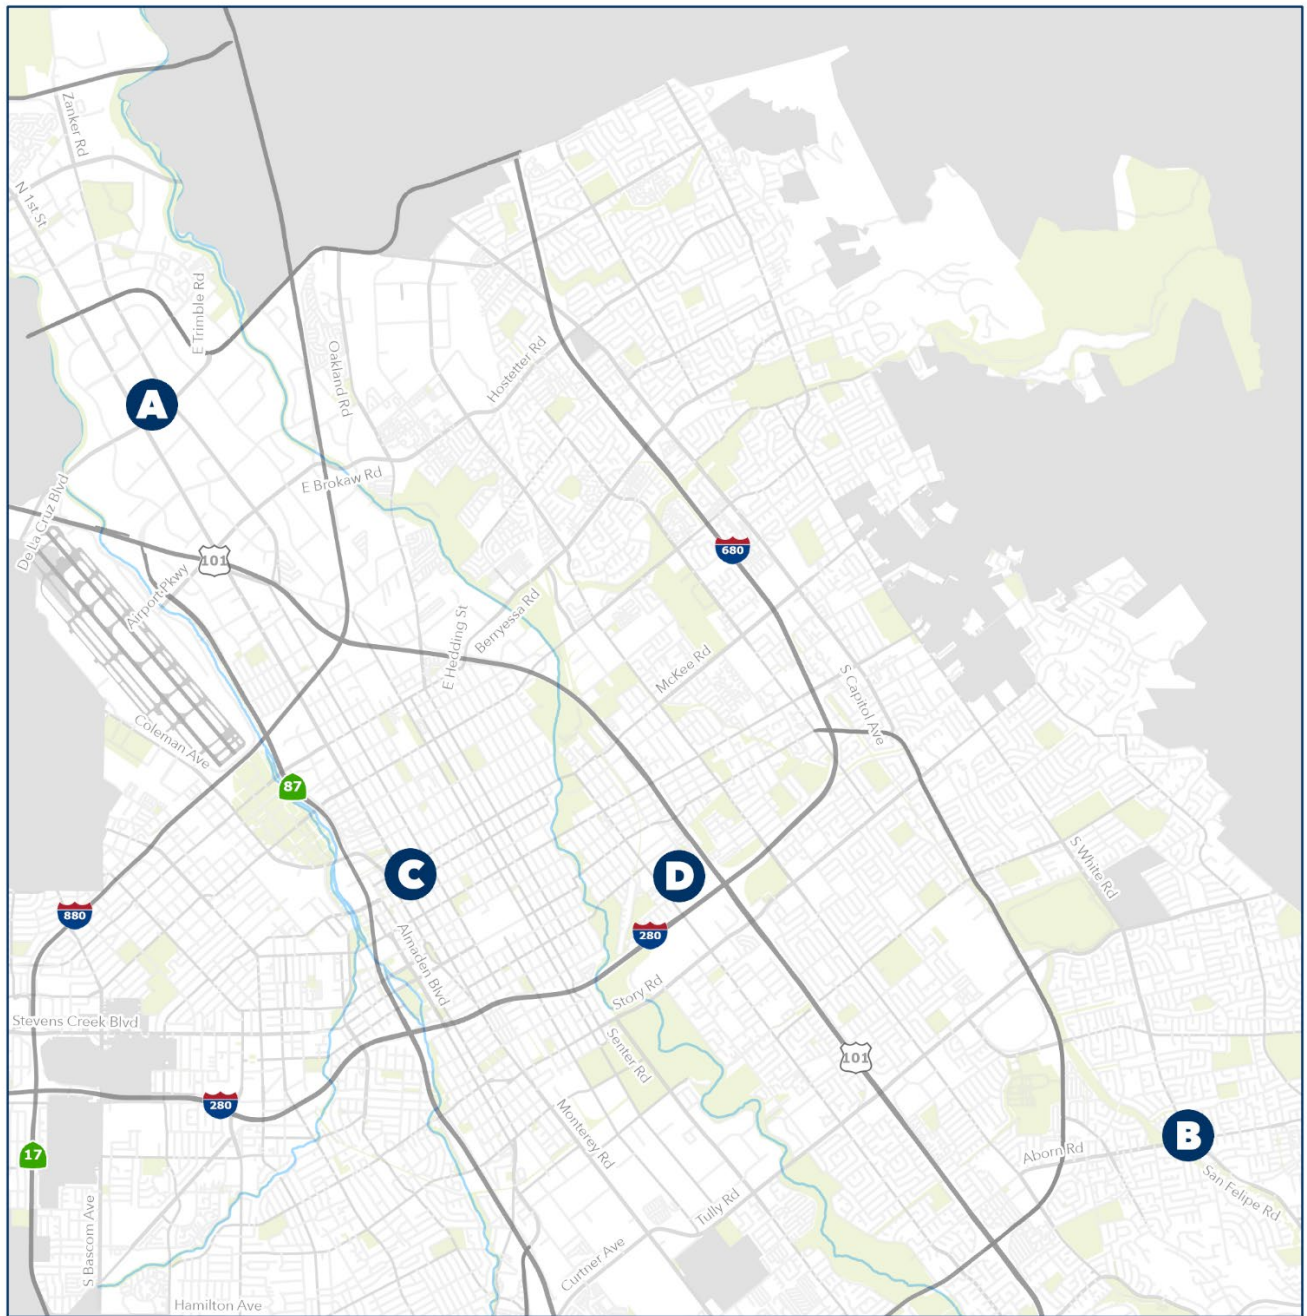 Zanker Rd
N 1st St
E Trimble Rd
Oakland Rd
Hostetter Rd
A
E Brokaw Rd
De La Cruz Blvd
101
680
Airport Pkwy
E Hedding St
Berryessa Rd
McKee Rd
S Capitol Ave
Coleman Ave
87
C
D
S White Rd
880
Almaden Blvd
280
Story Rd
Stevens Creek Blvd
Senter Rd
101
280
Monterey Rd
B
Aborn Rd
17
San Felipe Rd
Tully Rd
S Bascom Ave
Curtner Ave
Hamilton Ave